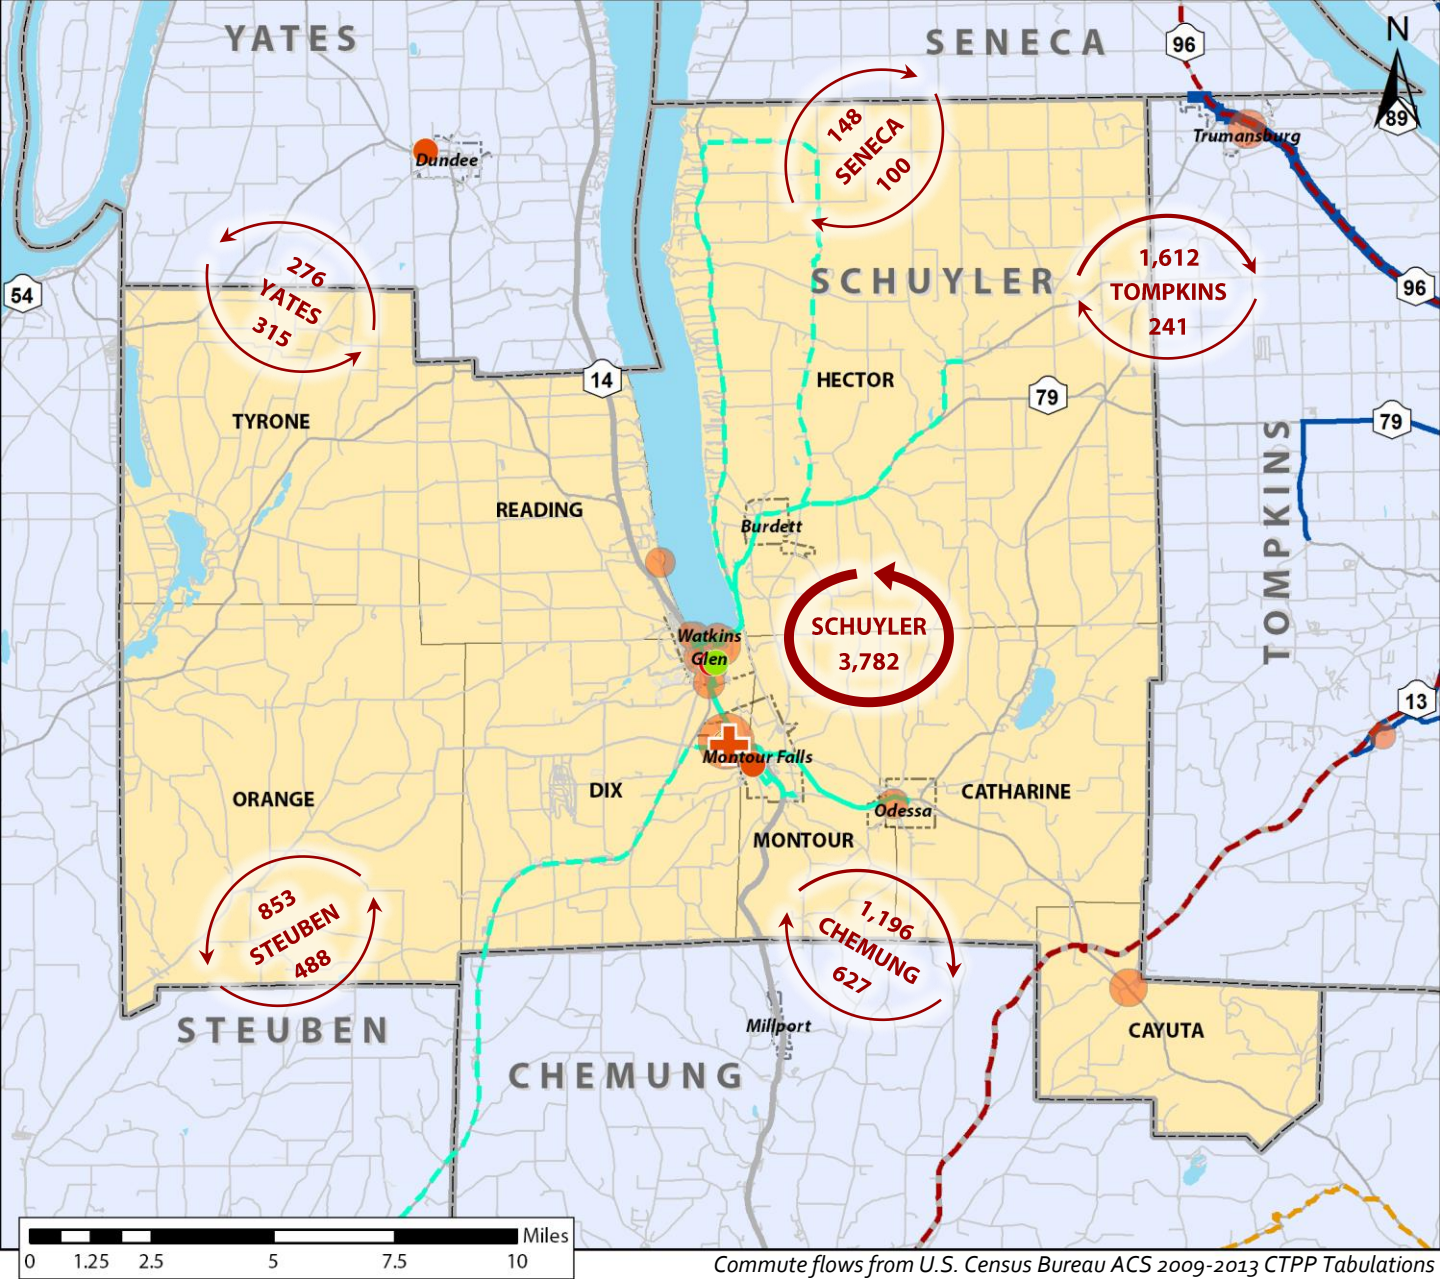 YATES
SENECA
N
96
89
Trumansburg
Dundee
148
SENECA
100
276
YATES
315
1,612
TOMPKINS
241
54
96
SCHUYLER
14
HECTOR
79
79
TYRONE
READING
TOMPKINS
Burdett
SCHUYLER
3,782
Watkins
Glen
13
Montour Falls
ORANGE
DIX
CATHARINE
Odessa
MONTOUR
853
STEUBEN
488
1,196
CHEMUNG
627
STEUBEN
Millport
CAYUTA
CHEMUNG
Miles
0 1.25 2.5 5 7.5 10
Commute flows from U.S. Census Bureau ACS 2009-2013 CTPP Tabulations